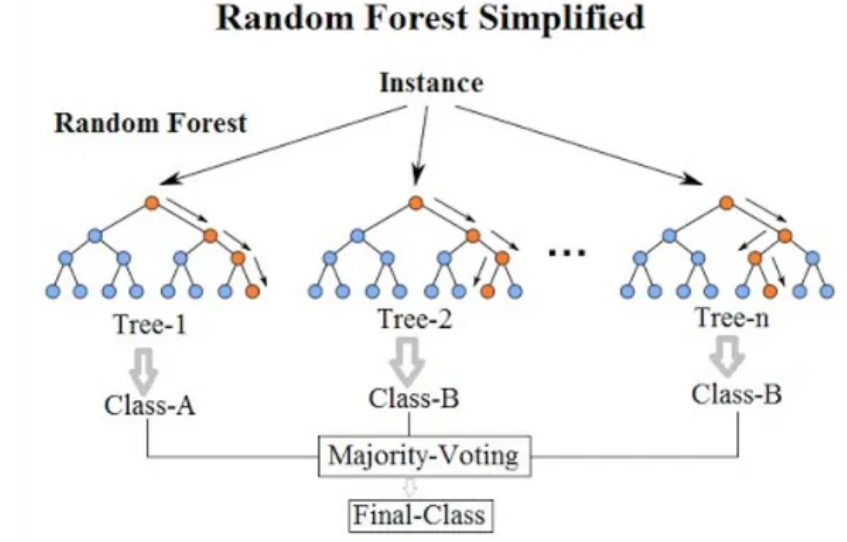 Random Forest Simplified
Instance
Random Forest
...
Tree-1
Tree-2
Tree-n
Class-A
Class-B
Class-B
Majority-Voting
Final-Class